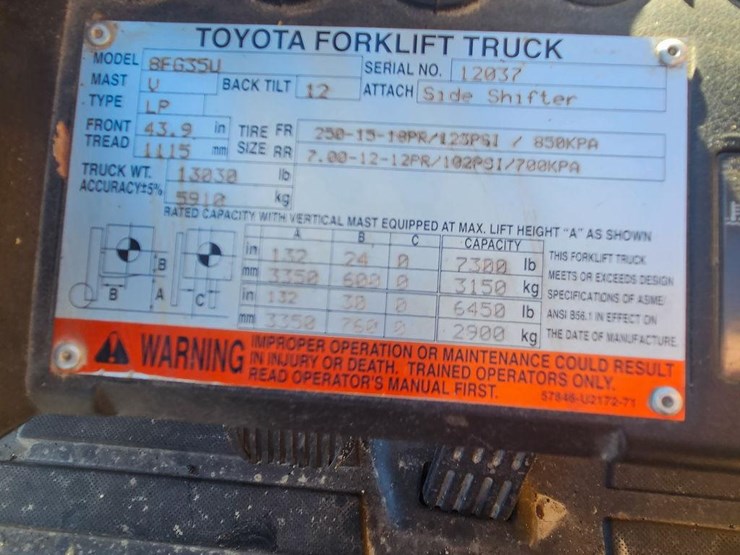 TOYOTA FORKLIFT TRUCK
MODEL 8FG35U SERIAL NO. 12037
MAST V BACK TILT 12 ATTACH Side Shifter
TYPE LP
FRONT TREAD 43.9 in TIRE SIZE FR 250-15-18PR/123PSI / 850KPA
1115 mm RR 7.00-12-12PR/102PSI/700KPA
TRUCK WT. 13030 lb
ACCURACY±5% 5910 kg
RATED CAPACITY WITH VERTICAL MAST EQUIPPED AT MAX. LIFT HEIGHT "A" AS SHOWN
A B C CAPACITY
in 132 24 0 7300 lb
mm 3350 600 0 3150 kg
in 132 30 0 6450 lb
mm 3350 760 0 2900 kg
B B A C
THIS FORKLIFT TRUCK
MEETS OR EXCEEDS DESIGN
SPECIFICATIONS OF ASME/
ANSI B56.1 IN EFFECT ON
THE DATE OF MANUFACTURE
WARNING
IMPROPER OPERATION OR MAINTENANCE COULD RESULT
IN INJURY OR DEATH. TRAINED OPERATORS ONLY.
READ OPERATOR'S MANUAL FIRST.
57846-U2172-71